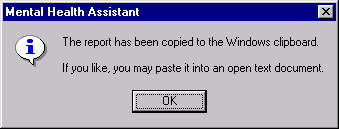 Mental Health Assistant
The report has been copied to the Windows clipboard.
If you like, you may paste it into an open text document.
OK